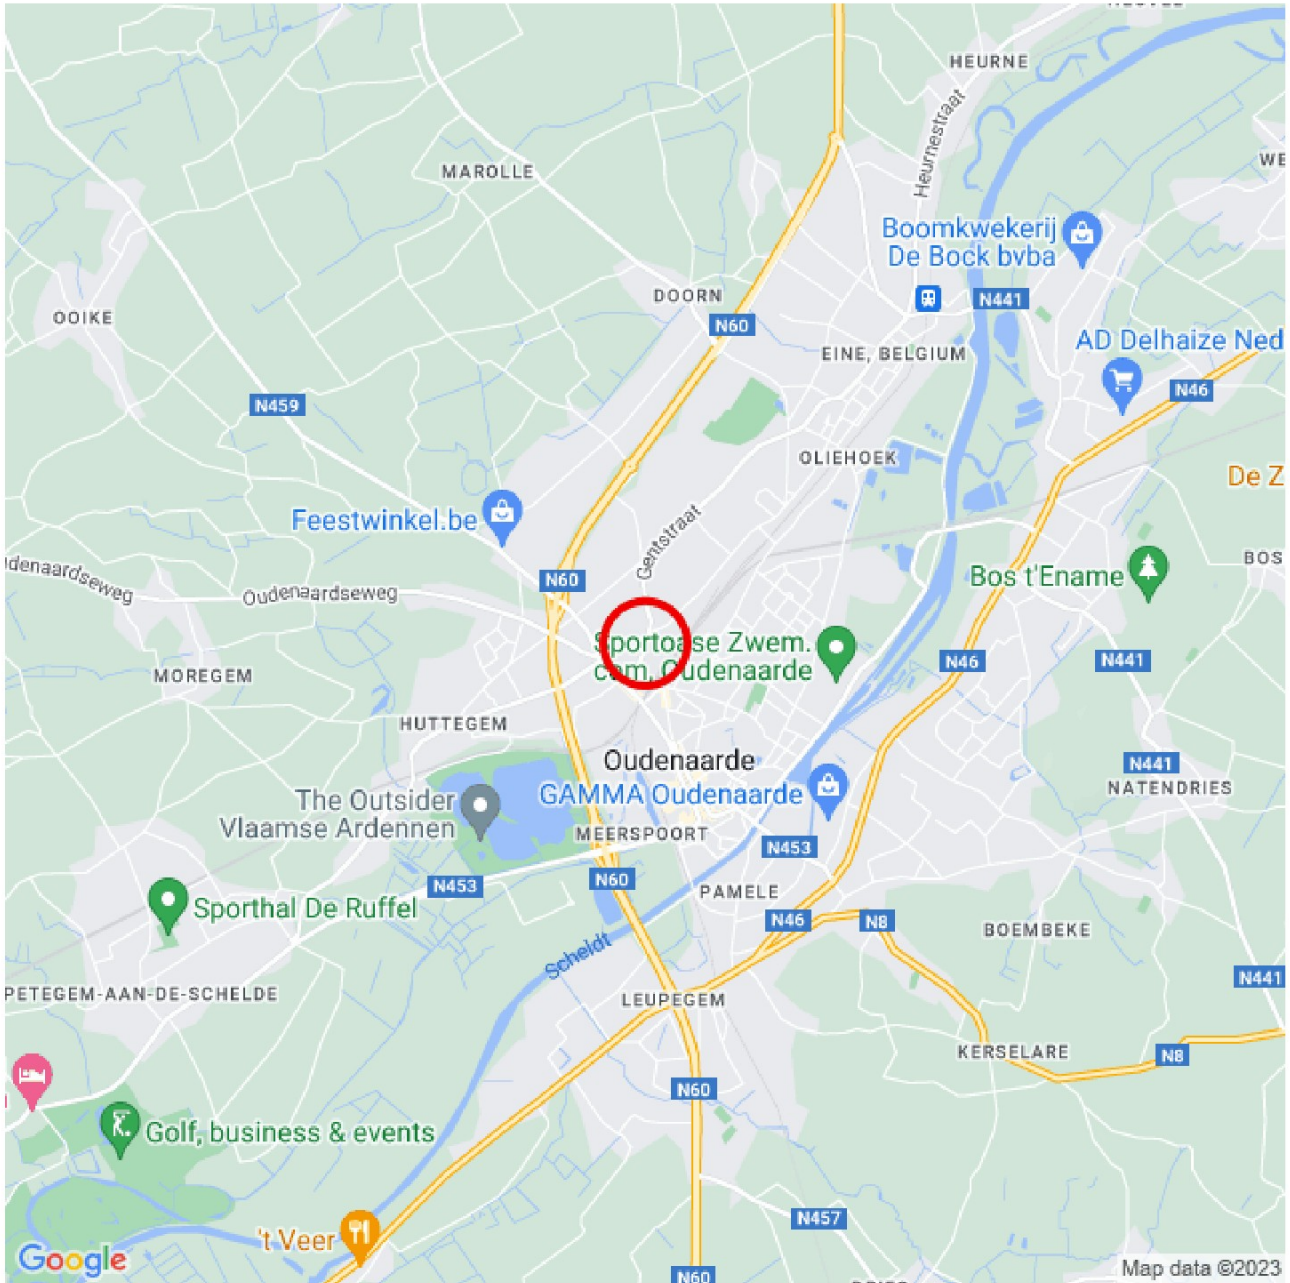 HEURNE
Heurnestraat
MAROLLE
WE
Boomkwekerij
De Bock bvba
DOORN
N441
OOIKE
N60
EINE, BELGIUM
AD Delhaize Ned
N46
N459
OLIEHOEK
De Z
Feestwinkel.be
Gentstraat
denaardseweg
Oudenaardseweg
N60
Bos t'Ename
BOS
Sportoase Zwem.
cam, Oudenaarde
N46
N441
MOREGEM
HUTTEGEM
Oudenaarde
N441
NATENDRIES
The Outsider
Vlaamse Ardennen
GAMMA Oudenaarde
MEERSPOORT
N453
N453
N60
PAMELE
Sporthal De Ruffel
N46
N8
BOEMBEKE
Scheldt
N441
PETEGEM-AAN-DE-SCHELDE
LEUPEGEM
KERSELARE
N8
N60
Golf, business & events
N457
't Veer
Google
Map data ©2023
N60